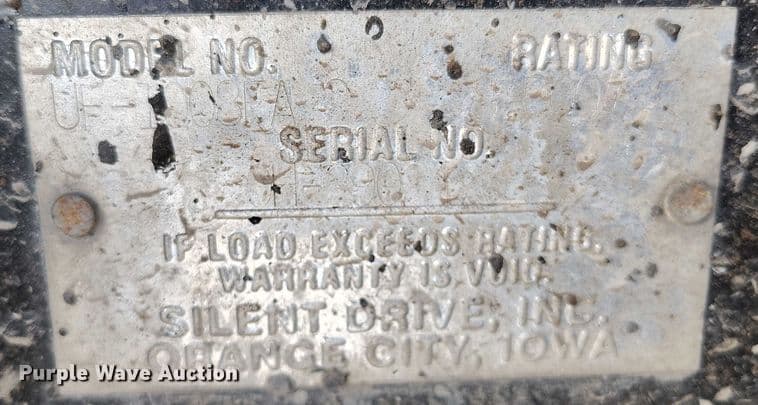 MODEL NO. RATING
SERIAL NO.
IF LOAD EXCEEDS RATING,
WARRANTY IS VOID.
SILENT DRIVE, INC.
ORANGE CITY, IOWA
Purple Wave Auction